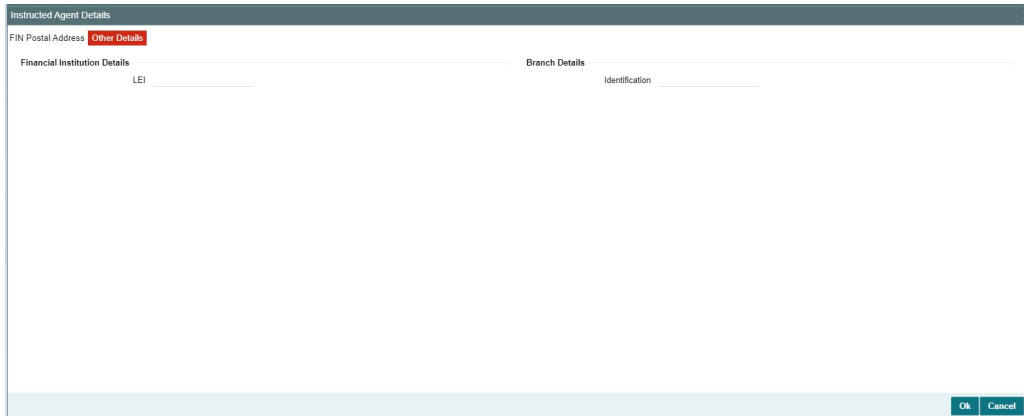 Instructed Agent Details
FIN Postal Address Other Details
Financial Institution Details Branch Details
LEI Identification
Ok Cancel